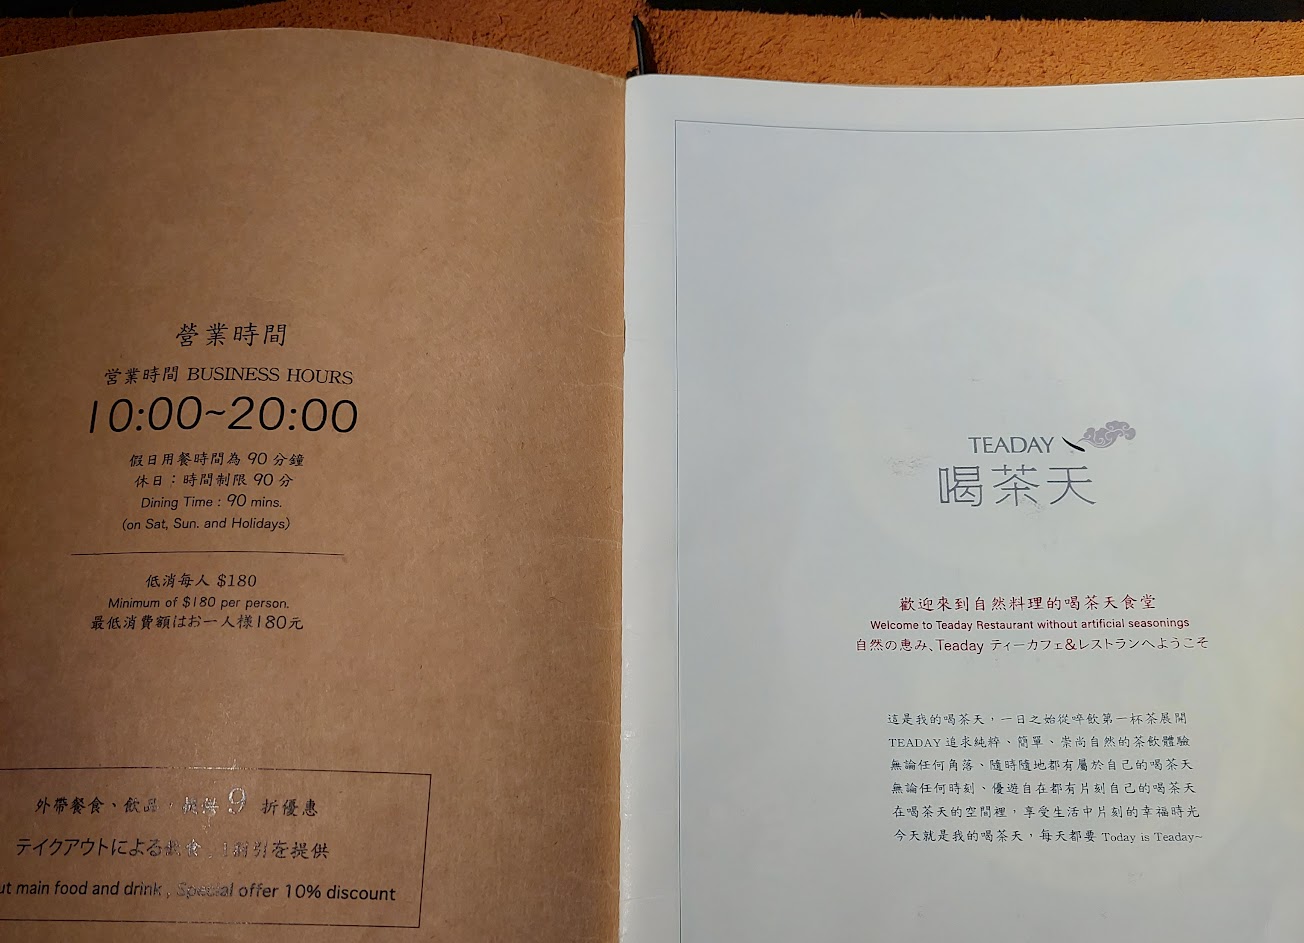 營業時間
営業時間 BUSINESS HOURS
10:00~20:00
假日用餐時間為 90 分鐘
休日：時間制限 90 分
Dining Time : 90 mins.
(on Sat, Sun. and Holidays)
低消每人 $180
Minimum of $180 per person.
最低消費額はお一人様180元
外帶餐食、飲品，提供 9 折優惠
テイクアウトによる飲食 1割引を提供
ut main food and drink , Special offer 10% discount
TEADAY
喝茶天
歡迎來到自然料理的喝茶天食堂
Welcome to Teaday Restaurant without artificial seasonings
自然の恵み、Teaday ティーカフェ&レストランへようこそ
這是我的喝茶天，一日之始從啐飲第一杯茶展開
TEADAY 追求純粹、簡單、崇尚自然的茶飲體驗
無論任何角落、隨時隨地都有屬於自己的喝茶天
無論任何時刻、優遊自在都有片刻自己的喝茶天
在喝茶天的空間裡，享受生活中片刻的幸福時光
今天就是我的喝茶天，每天都要 Today is Teaday~